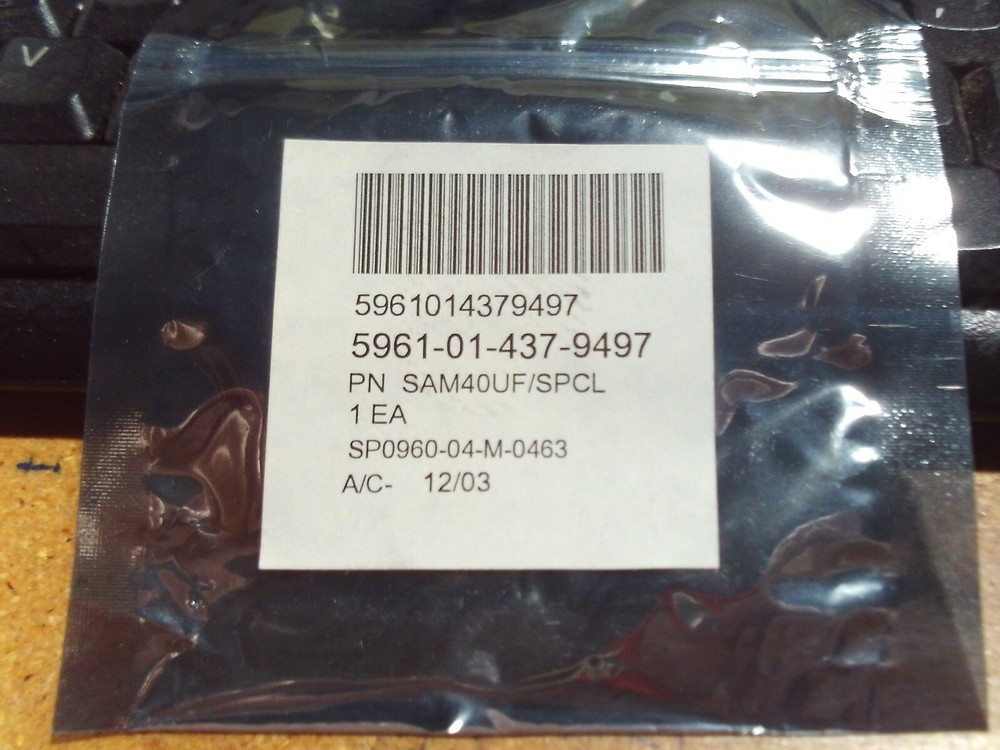 V
5961014379497
5961-01-437-9497
PN SAM40UF/SPCL
1 EA
SP0960-04-M-0463
A/C- 12/03